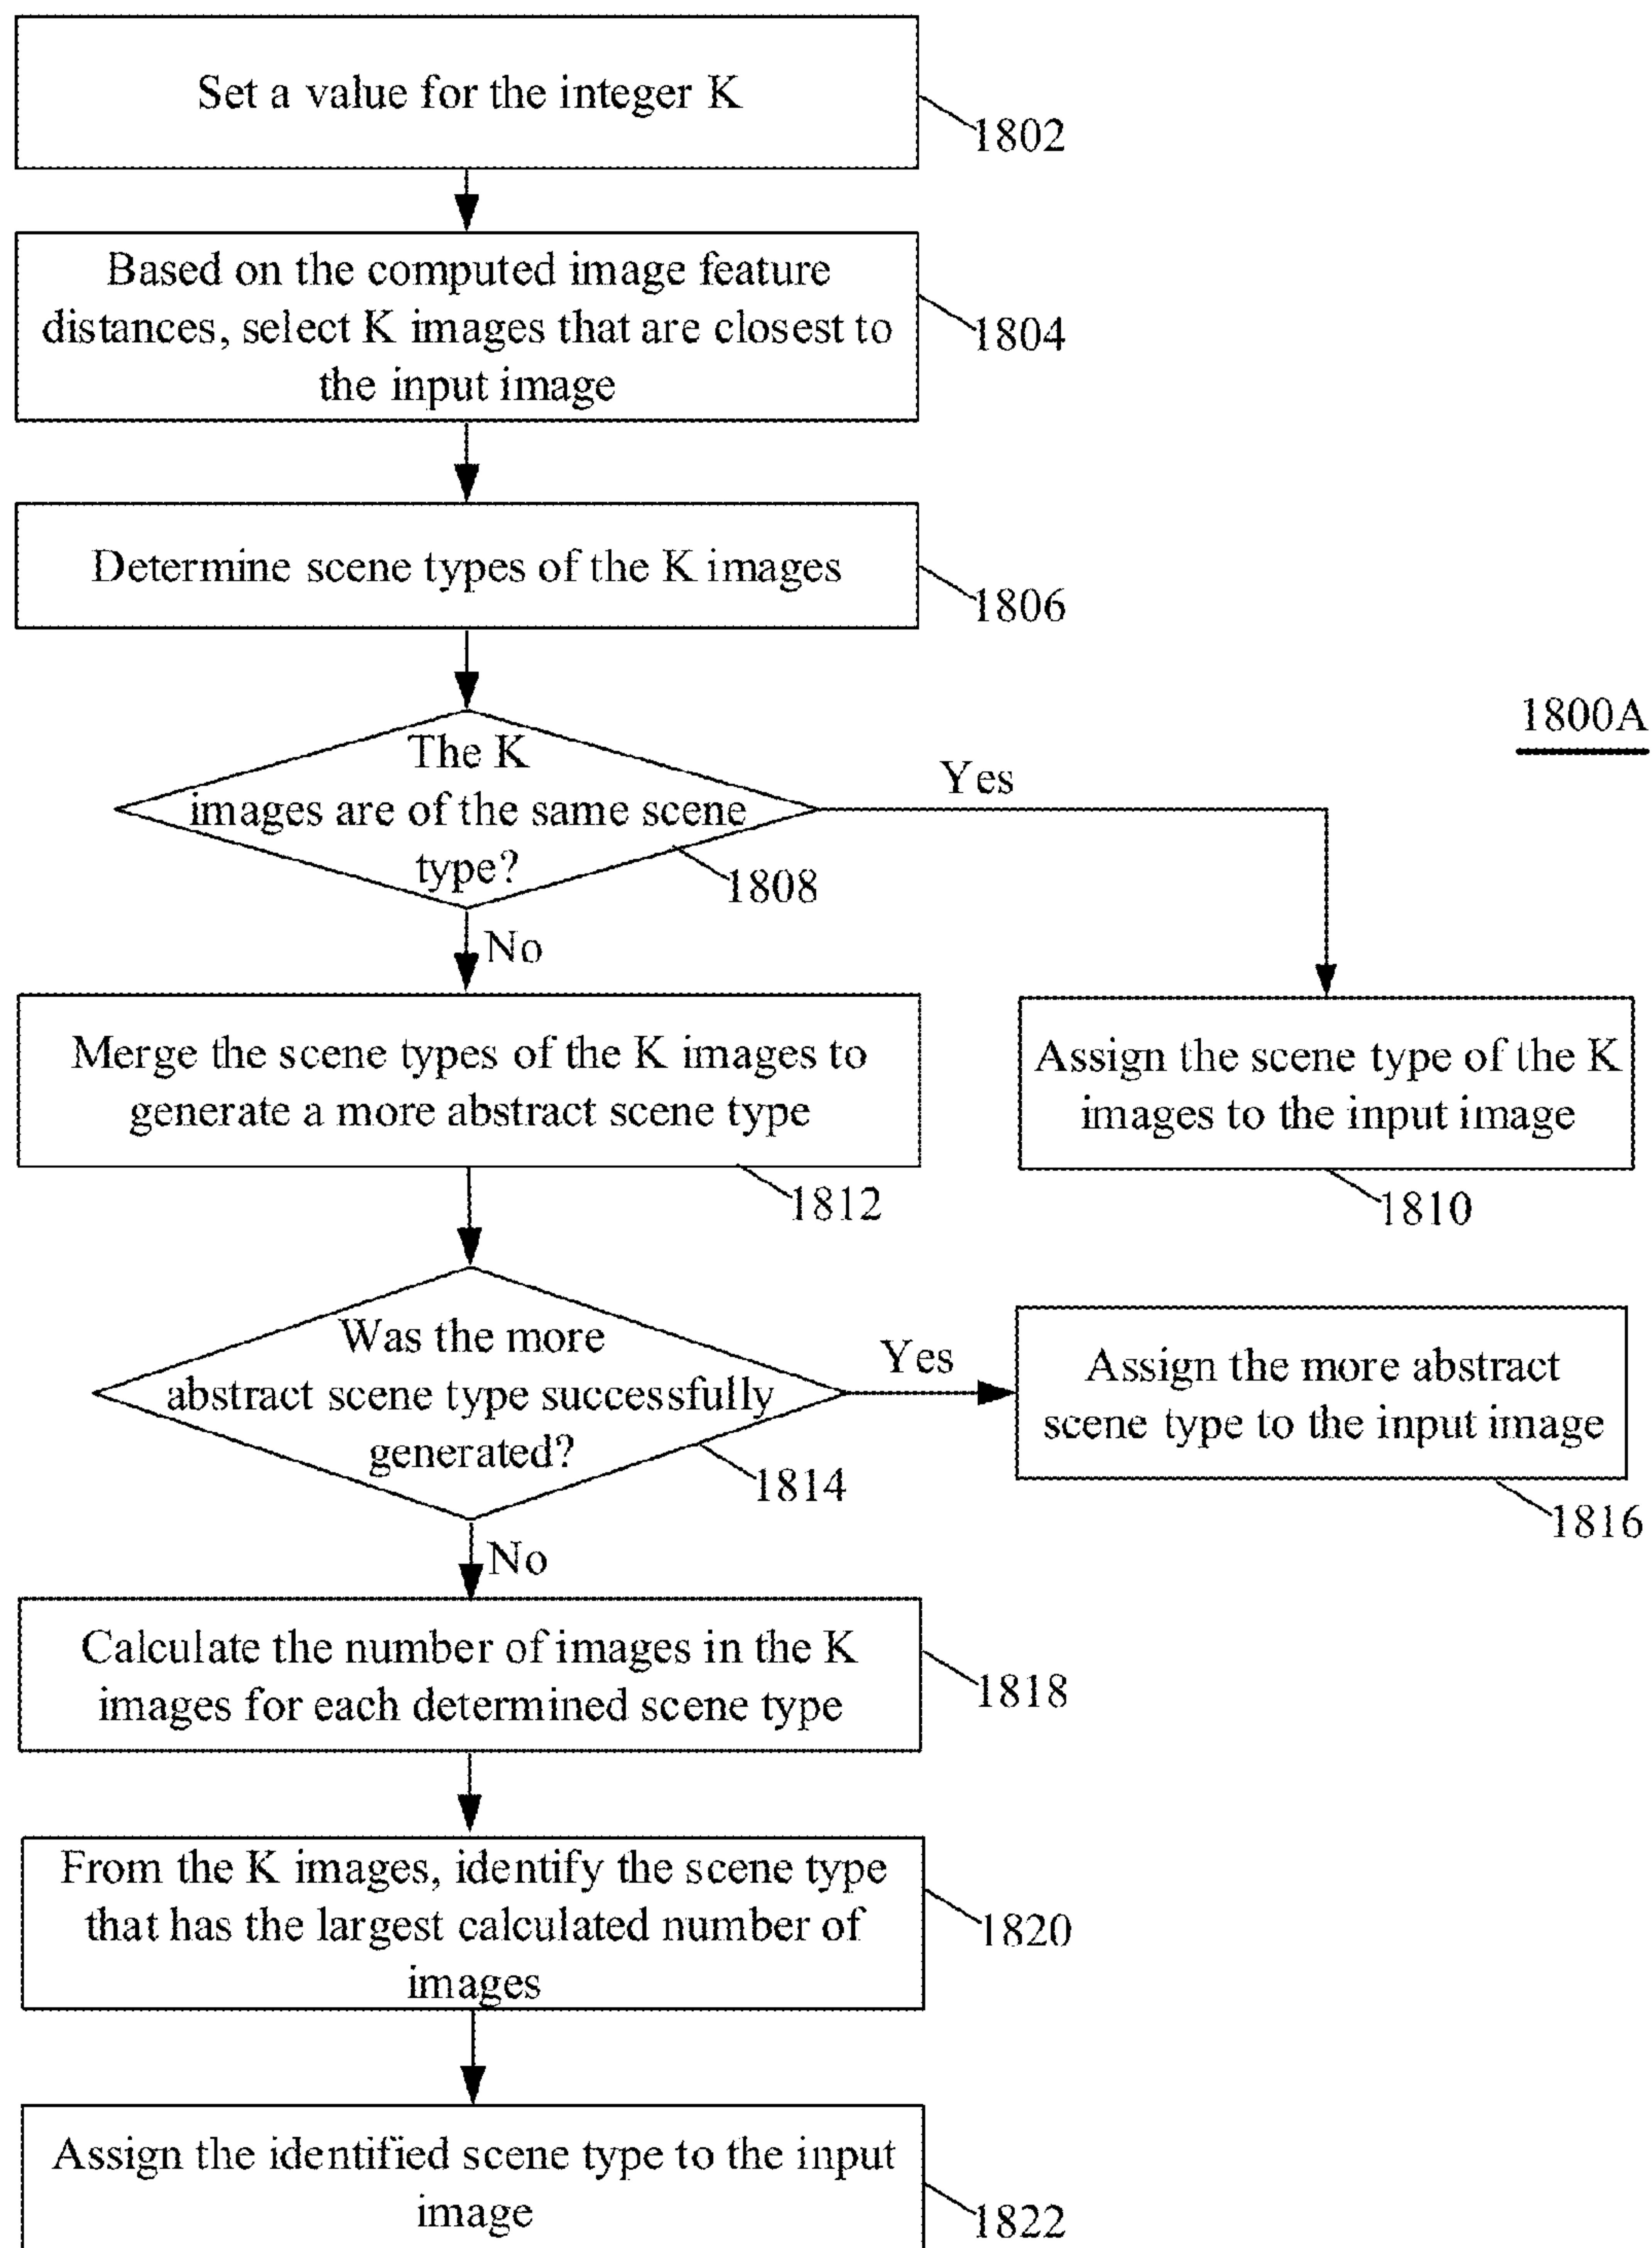 Set a value for the integer K
1802
Based on the computed image feature
distances, select K images that are closest to
the input image
1804
Determine scene types of the K images
1806
1800A
The K
images are of the same scene
type?
1808
Yes
No
Merge the scene types of the K images to
generate a more abstract scene type
1812
Assign the scene type of the K
images to the input image
1810
Was the more
abstract scene type successfully
generated?
1814
Yes
Assign the more abstract
scene type to the input image
1816
No
Calculate the number of images in the K
images for each determined scene type
1818
From the K images, identify the scene type
that has the largest calculated number of
images
1820
Assign the identified scene type to the input
image
1822